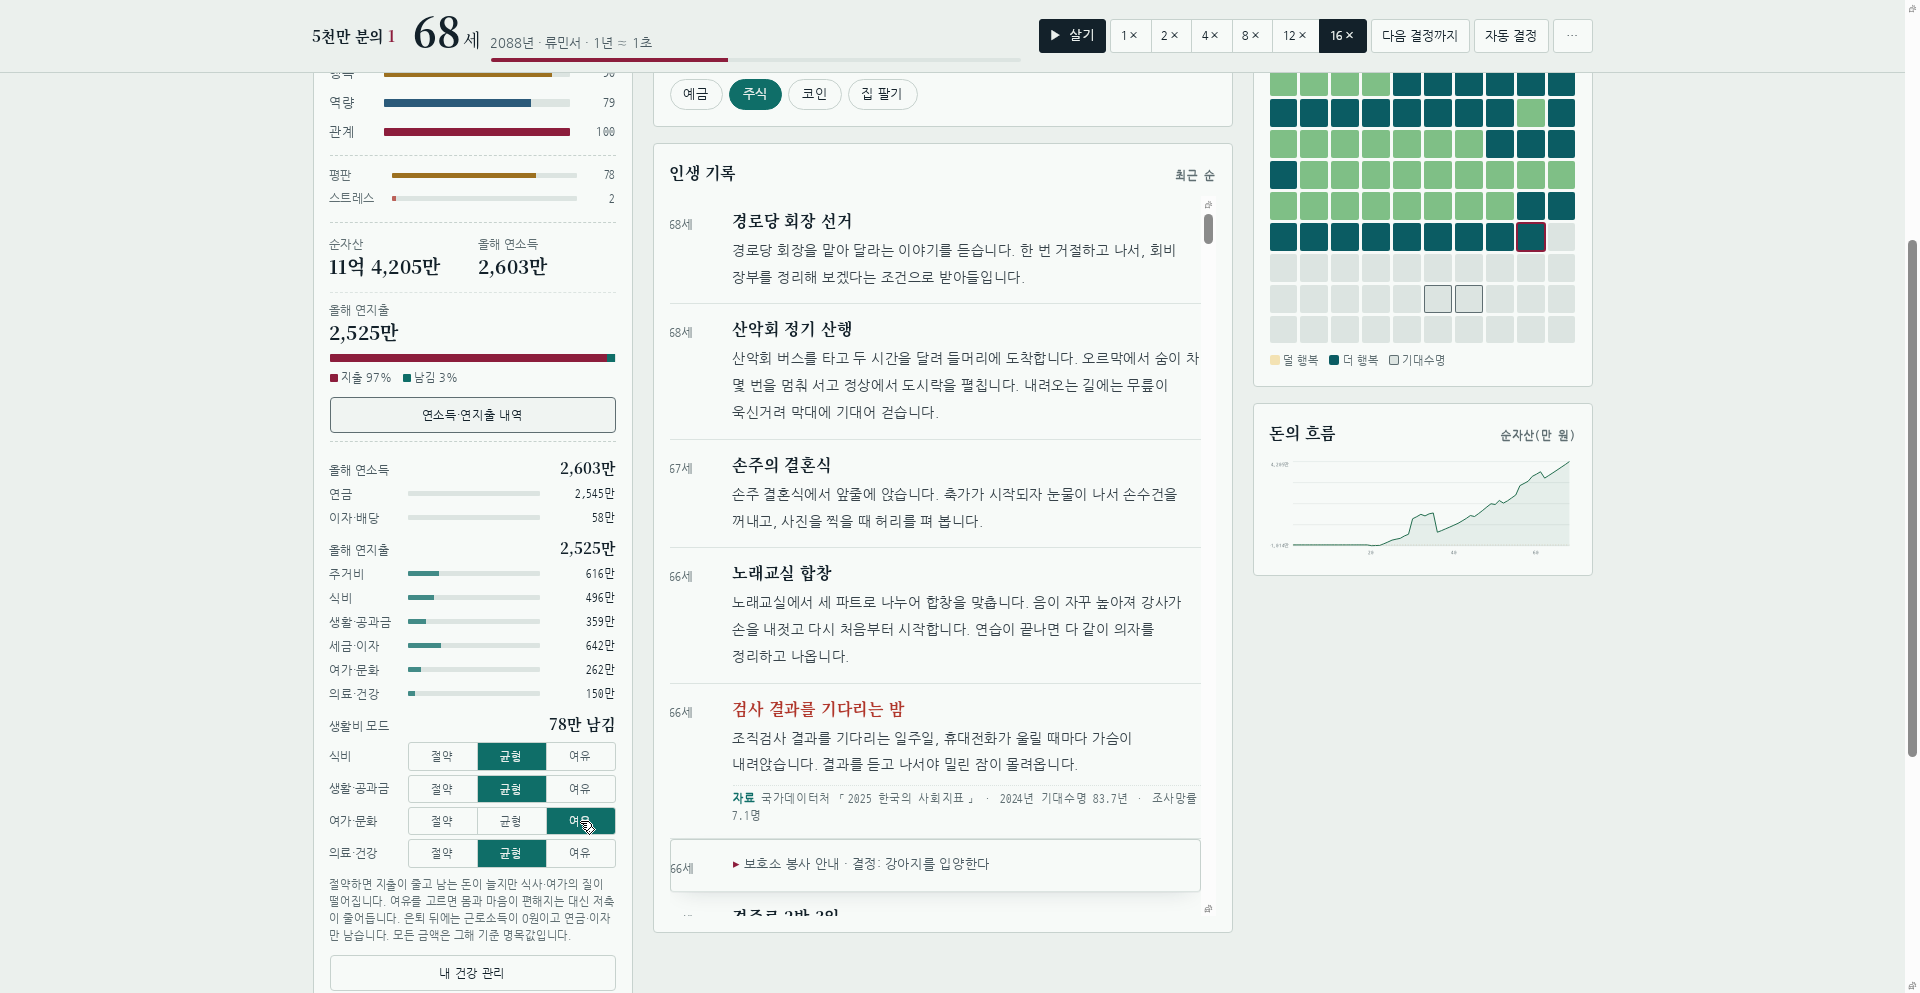 5천만 분의 1
68세
2088년 · 류민서 · 1년 ≈ 1초
▶ 살기
1×
2×
4×
8×
12×
16×
다음 결정까지
자동 결정
···
역량 79
관계 100
평판 78
스트레스 2
순자산
11억 4,205만
올해 연소득
2,603만
올해 연지출
2,525만
지출 97% 남김 3%
연소득·연지출 내역
올해 연소득 2,603만
연금 2,545만
이자·배당 58만
올해 연지출 2,525만
주거비 616만
식비 496만
생활·공과금 359만
세금·이자 642만
여가·문화 262만
의료·건강 150만
생활비 모드 78만 남김
식비 절약 균형 여유
생활·공과금 절약 균형 여유
여가·문화 절약 균형 여유
의료·건강 절약 균형 여유
절약하면 지출이 줄고 남는 돈이 늘지만 식사·여가의 질이
떨어집니다. 여유를 고르면 몸과 마음이 편해지는 대신 저축
이 줄어듭니다. 은퇴 뒤에는 근로소득이 0원이고 연금·이자
만 남습니다. 모든 금액은 그해 기준 명목값입니다.
내 건강 관리
예금
주식
코인
집 팔기
인생 기록 최근 순
68세 경로당 회장 선거
경로당 회장을 맡아 달라는 이야기를 듣습니다. 한 번 거절하고 나서, 회비
장부를 정리해 보겠다는 조건으로 받아들입니다.
68세 산악회 정기 산행
산악회 버스를 타고 두 시간을 달려 들머리에 도착합니다. 오르막에서 숨이 차
몇 번을 멈춰 서고 정상에서 도시락을 펼칩니다. 내려오는 길에는 무릎이
욱신거려 막대에 기대어 걷습니다.
67세 손주의 결혼식
손주 결혼식에서 앞줄에 앉습니다. 축가가 시작되자 눈물이 나서 손수건을
꺼내고, 사진을 찍을 때 허리를 펴 봅니다.
66세 노래교실 합창
노래교실에서 세 파트로 나누어 합창을 맞춥니다. 음이 자꾸 높아져 강사가
손을 내젓고 다시 처음부터 시작합니다. 연습이 끝나면 다 같이 의자를
정리하고 나옵니다.
66세 검사 결과를 기다리는 밤
조직검사 결과를 기다리는 일주일, 휴대전화가 울릴 때마다 가슴이
내려앉습니다. 결과를 듣고 나서야 밀린 잠이 몰려옵니다.
자료 국가데이터처 「2025 한국의 사회지표」 · 2024년 기대수명 83.7년 · 조사망률
7.1명
66세 ▸ 보호소 봉사 안내 · 결정: 강아지를 입양한다
덜 행복 더 행복 기대수명
돈의 흐름 순자산(만 원)
20 40 60